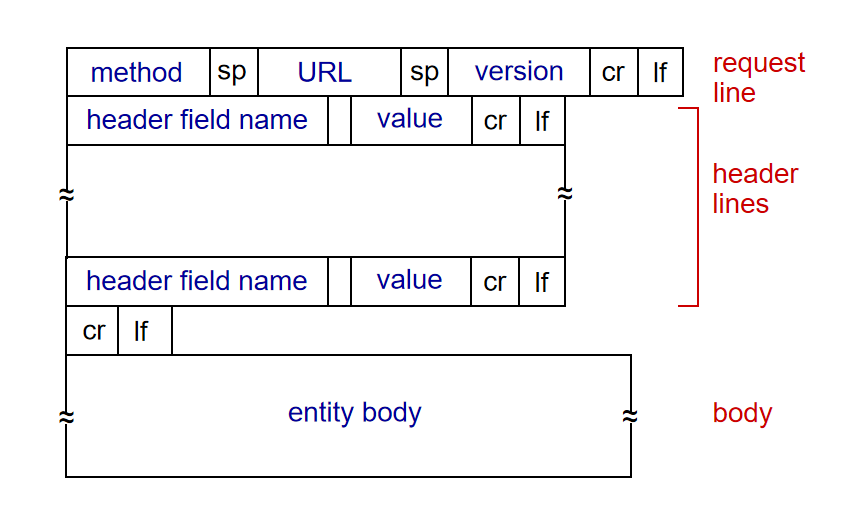 method sp URL sp version cr lf
request
line
header field name value cr lf
header
lines
header field name value cr lf
cr lf
entity body
body